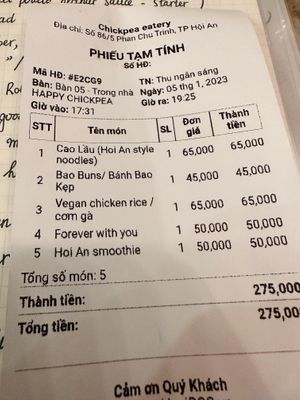 Chickpea eatery
Địa chỉ: Số 86/5 Phan Chu Trinh, TP Hội An
PHIẾU TẠM TÍNH
Số HĐ:
Mã HĐ: #E2CG9
TN: Thu ngân sáng
Bàn: Bàn 05 - Trong nhà HAPPY CHICKPEA
Ngày: 05 thg 1, 2023
Giờ vào: 17:31
Giờ ra: 19:25
STT Tên món SL Đơn giá Thành tiền
1 Cao Lầu (Hoi An style noodles) 1 65,000 65,000
2 Bao Buns/ Bánh Bao Kẹp 1 45,000 45,000
3 Vegan chicken rice / cơm gà 1 65,000 65,000
4 Forever with you 1 50,000 50,000
5 Hoi An smoothie 1 50,000 50,000
Tổng số món: 5
Thành tiền: 275,000
Tổng tiền: 275,00
Cảm ơn Quý Khách